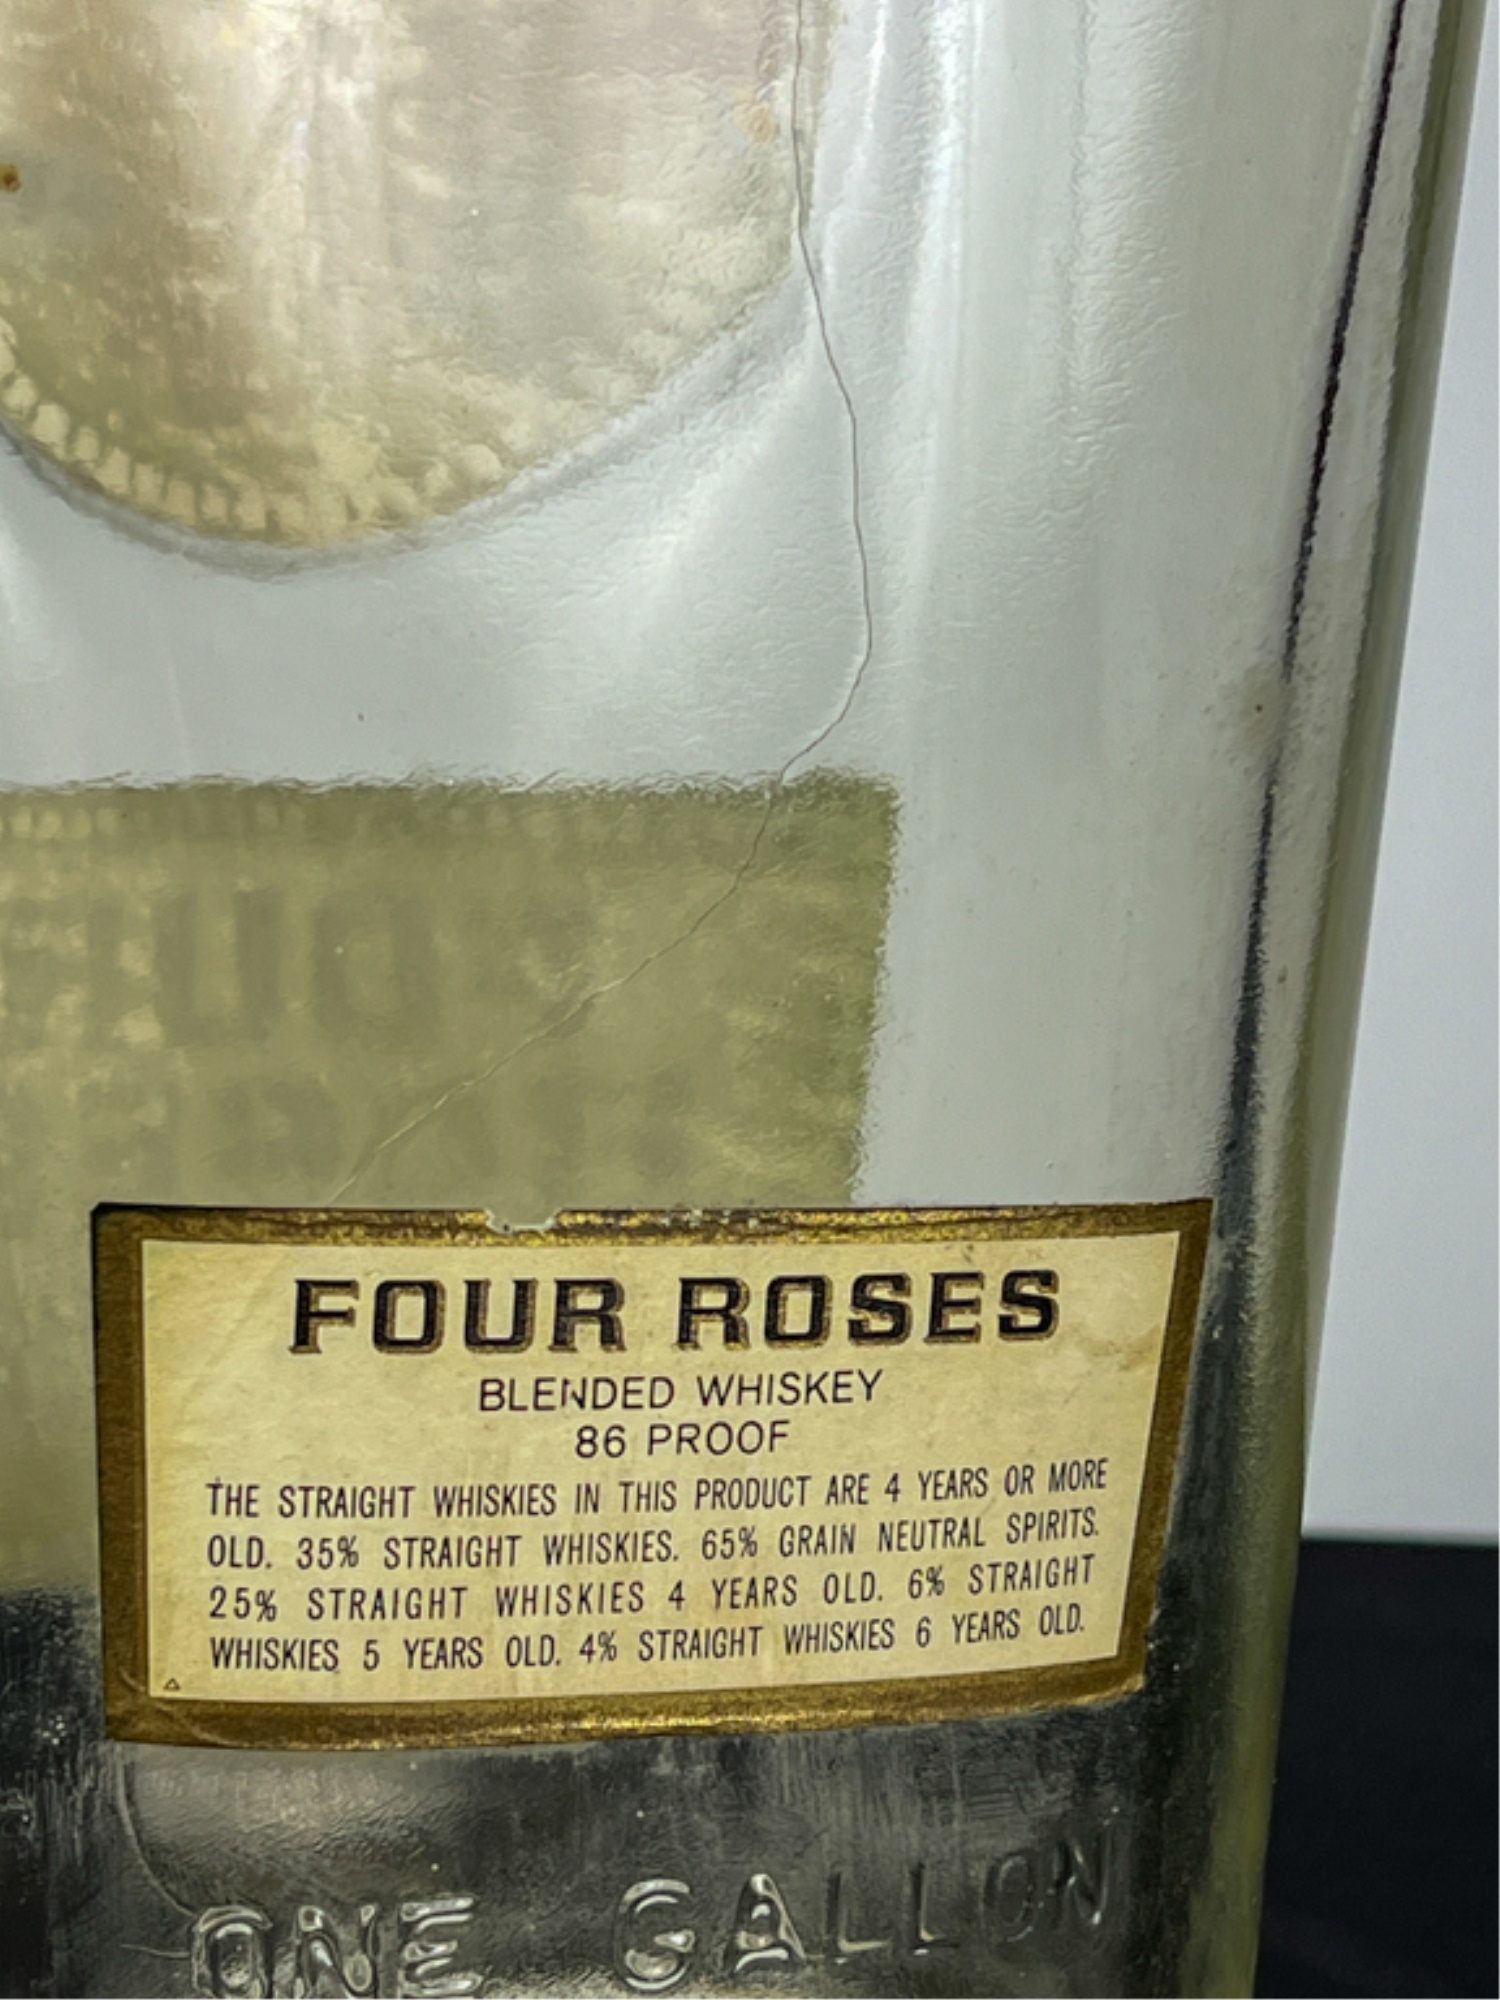 FOUR ROSES
BLENDED WHISKEY
86 PROOF
THE STRAIGHT WHISKIES IN THIS PRODUCT ARE 4 YEARS OR MORE
OLD. 35% STRAIGHT WHISKIES. 65% GRAIN NEUTRAL SPIRITS.
25% STRAIGHT WHISKIES 4 YEARS OLD. 6% STRAIGHT
WHISKIES 5 YEARS OLD. 4% STRAIGHT WHISKIES 6 YEARS OLD.
ONE GALLON